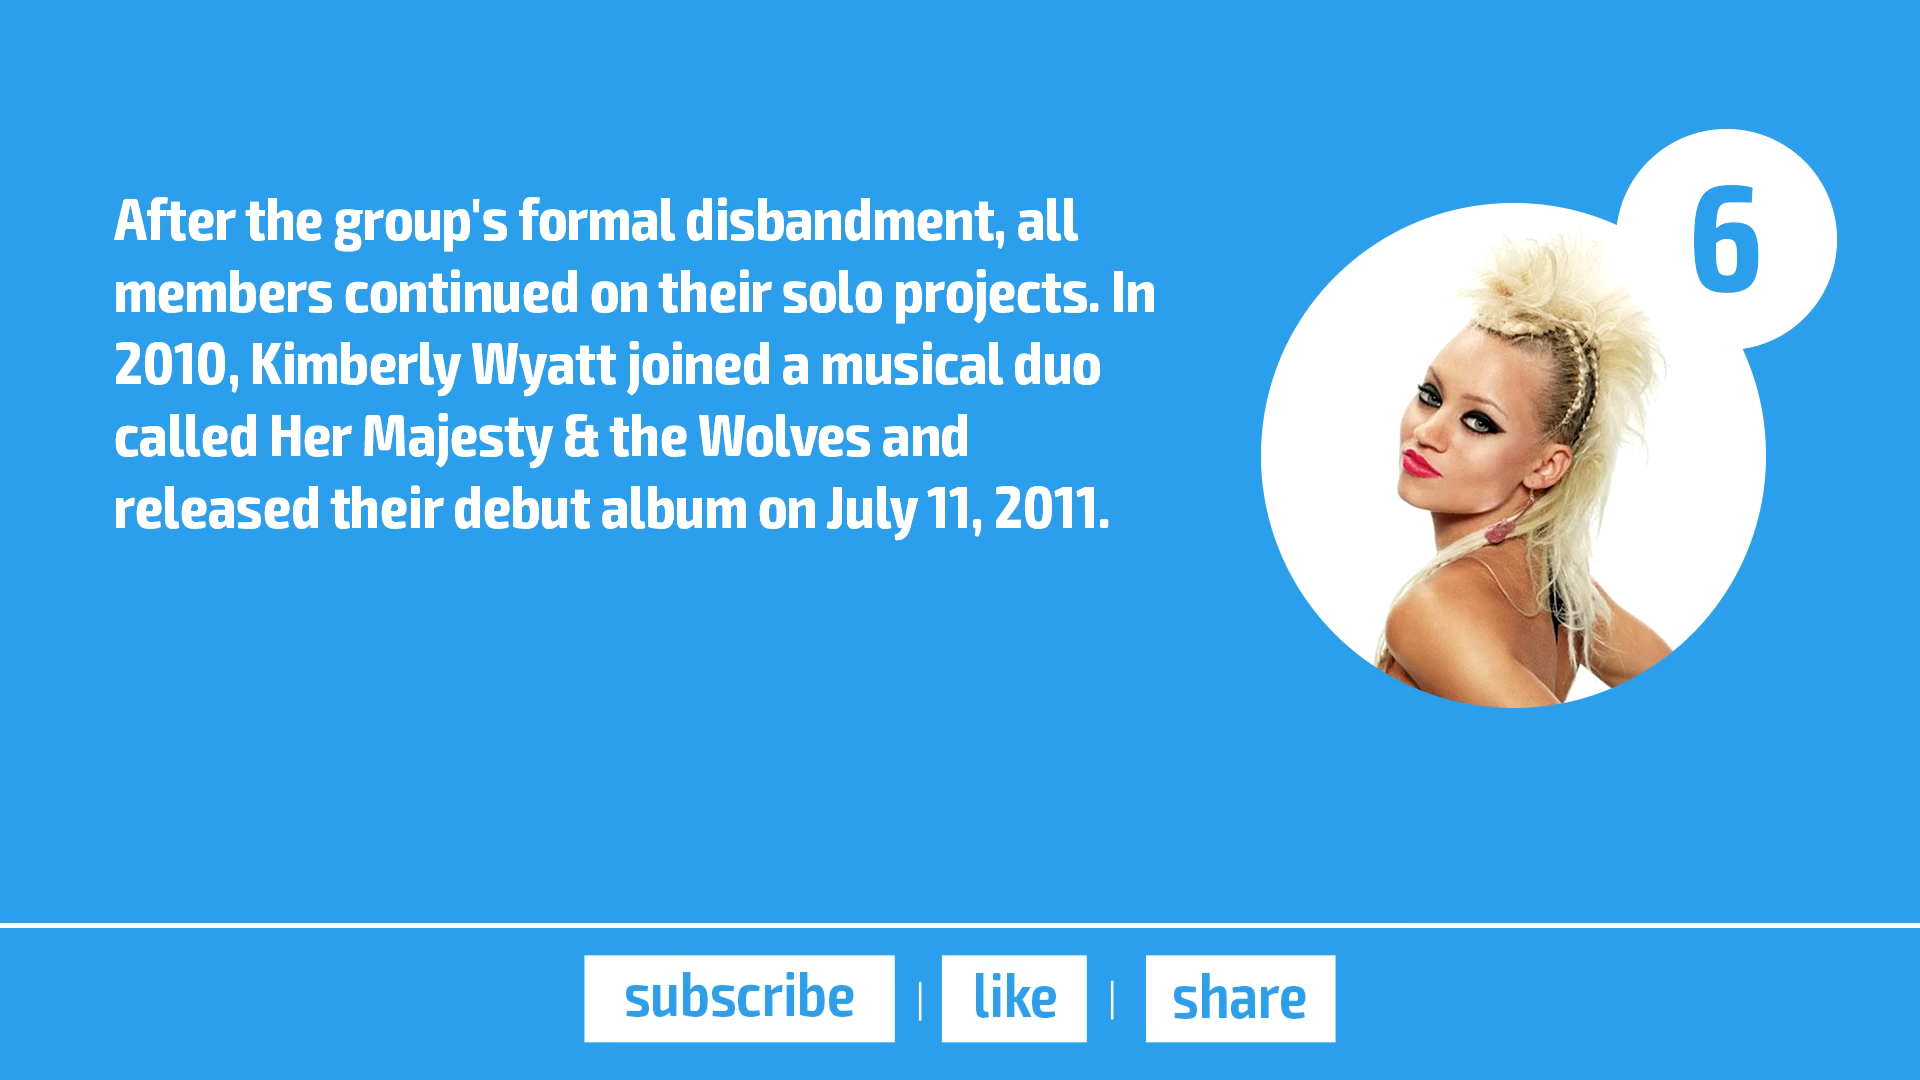 After the group's formal disbandment, all
members continued on their solo projects. In
2010, Kimberly Wyatt joined a musical duo
called Her Majesty & the Wolves and
released their debut album on July 11, 2011.
6
subscribe | like | share